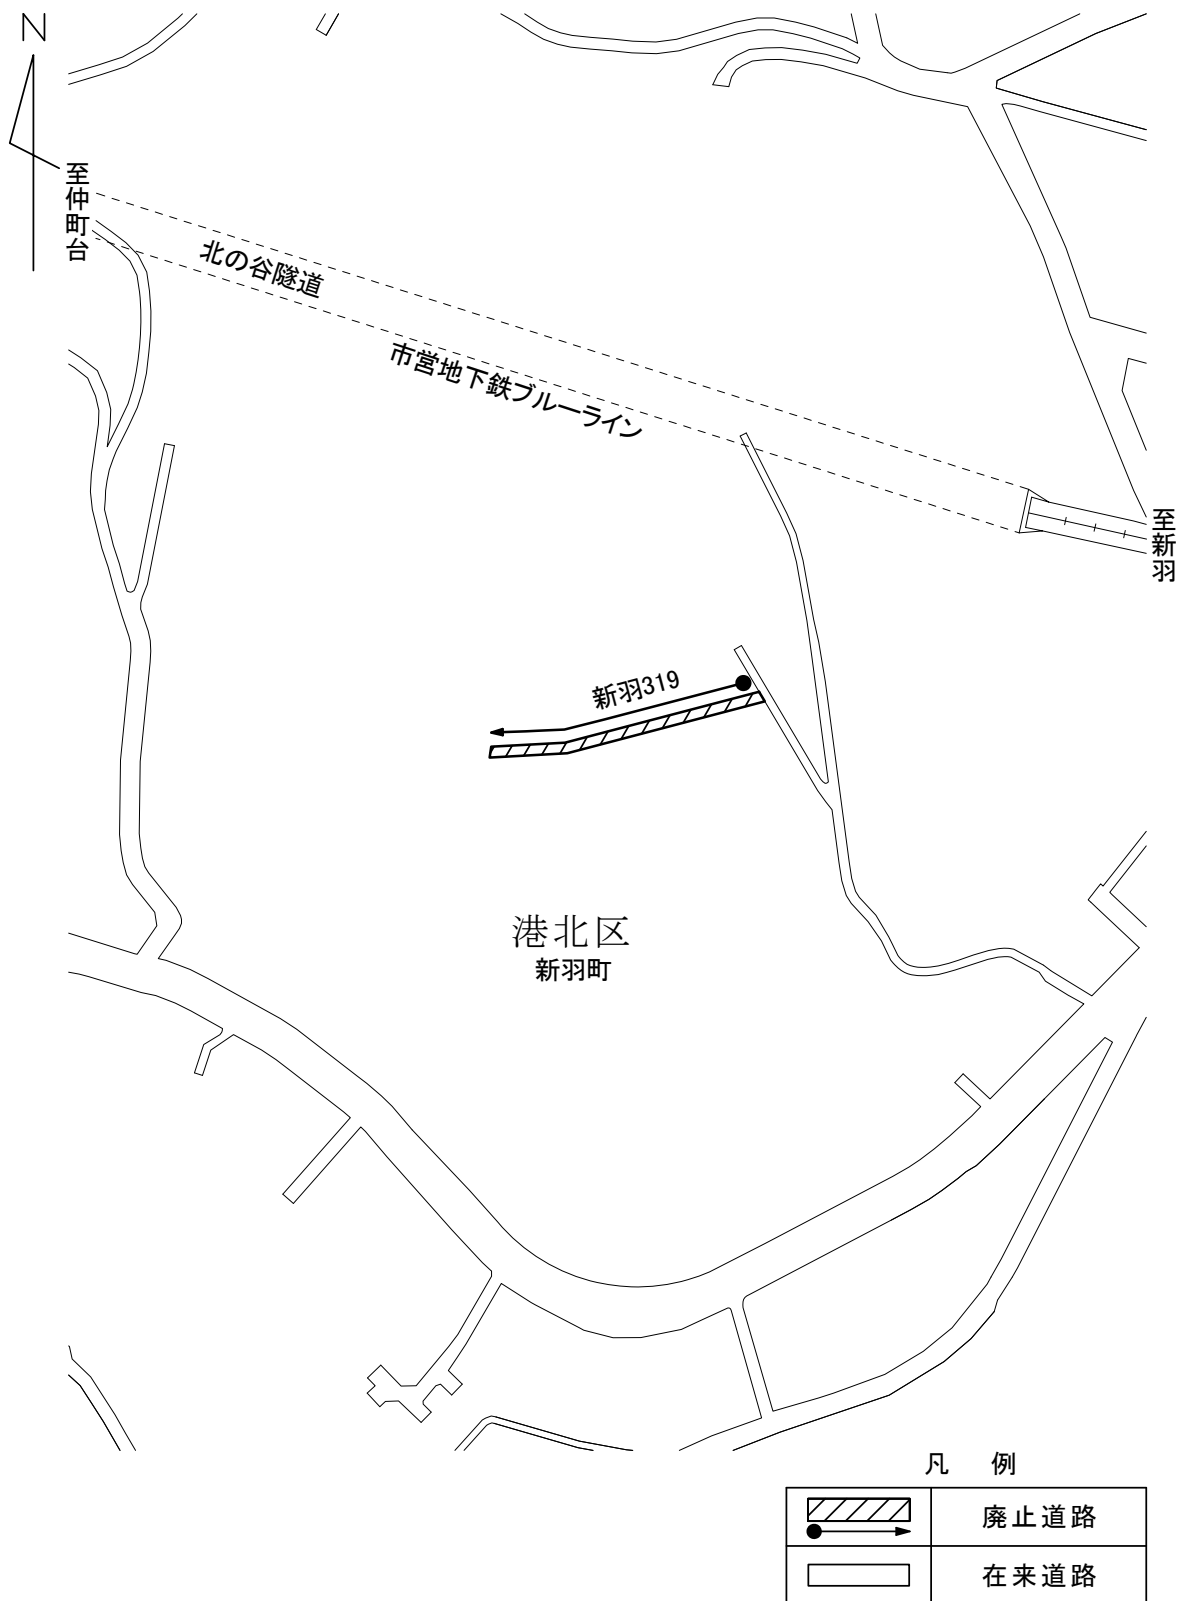 N
至仲町台
北の谷隧道
市営地下鉄ブルーライン
至新羽
新羽319
港北区
新羽町
凡 例
廃止道路
在来道路